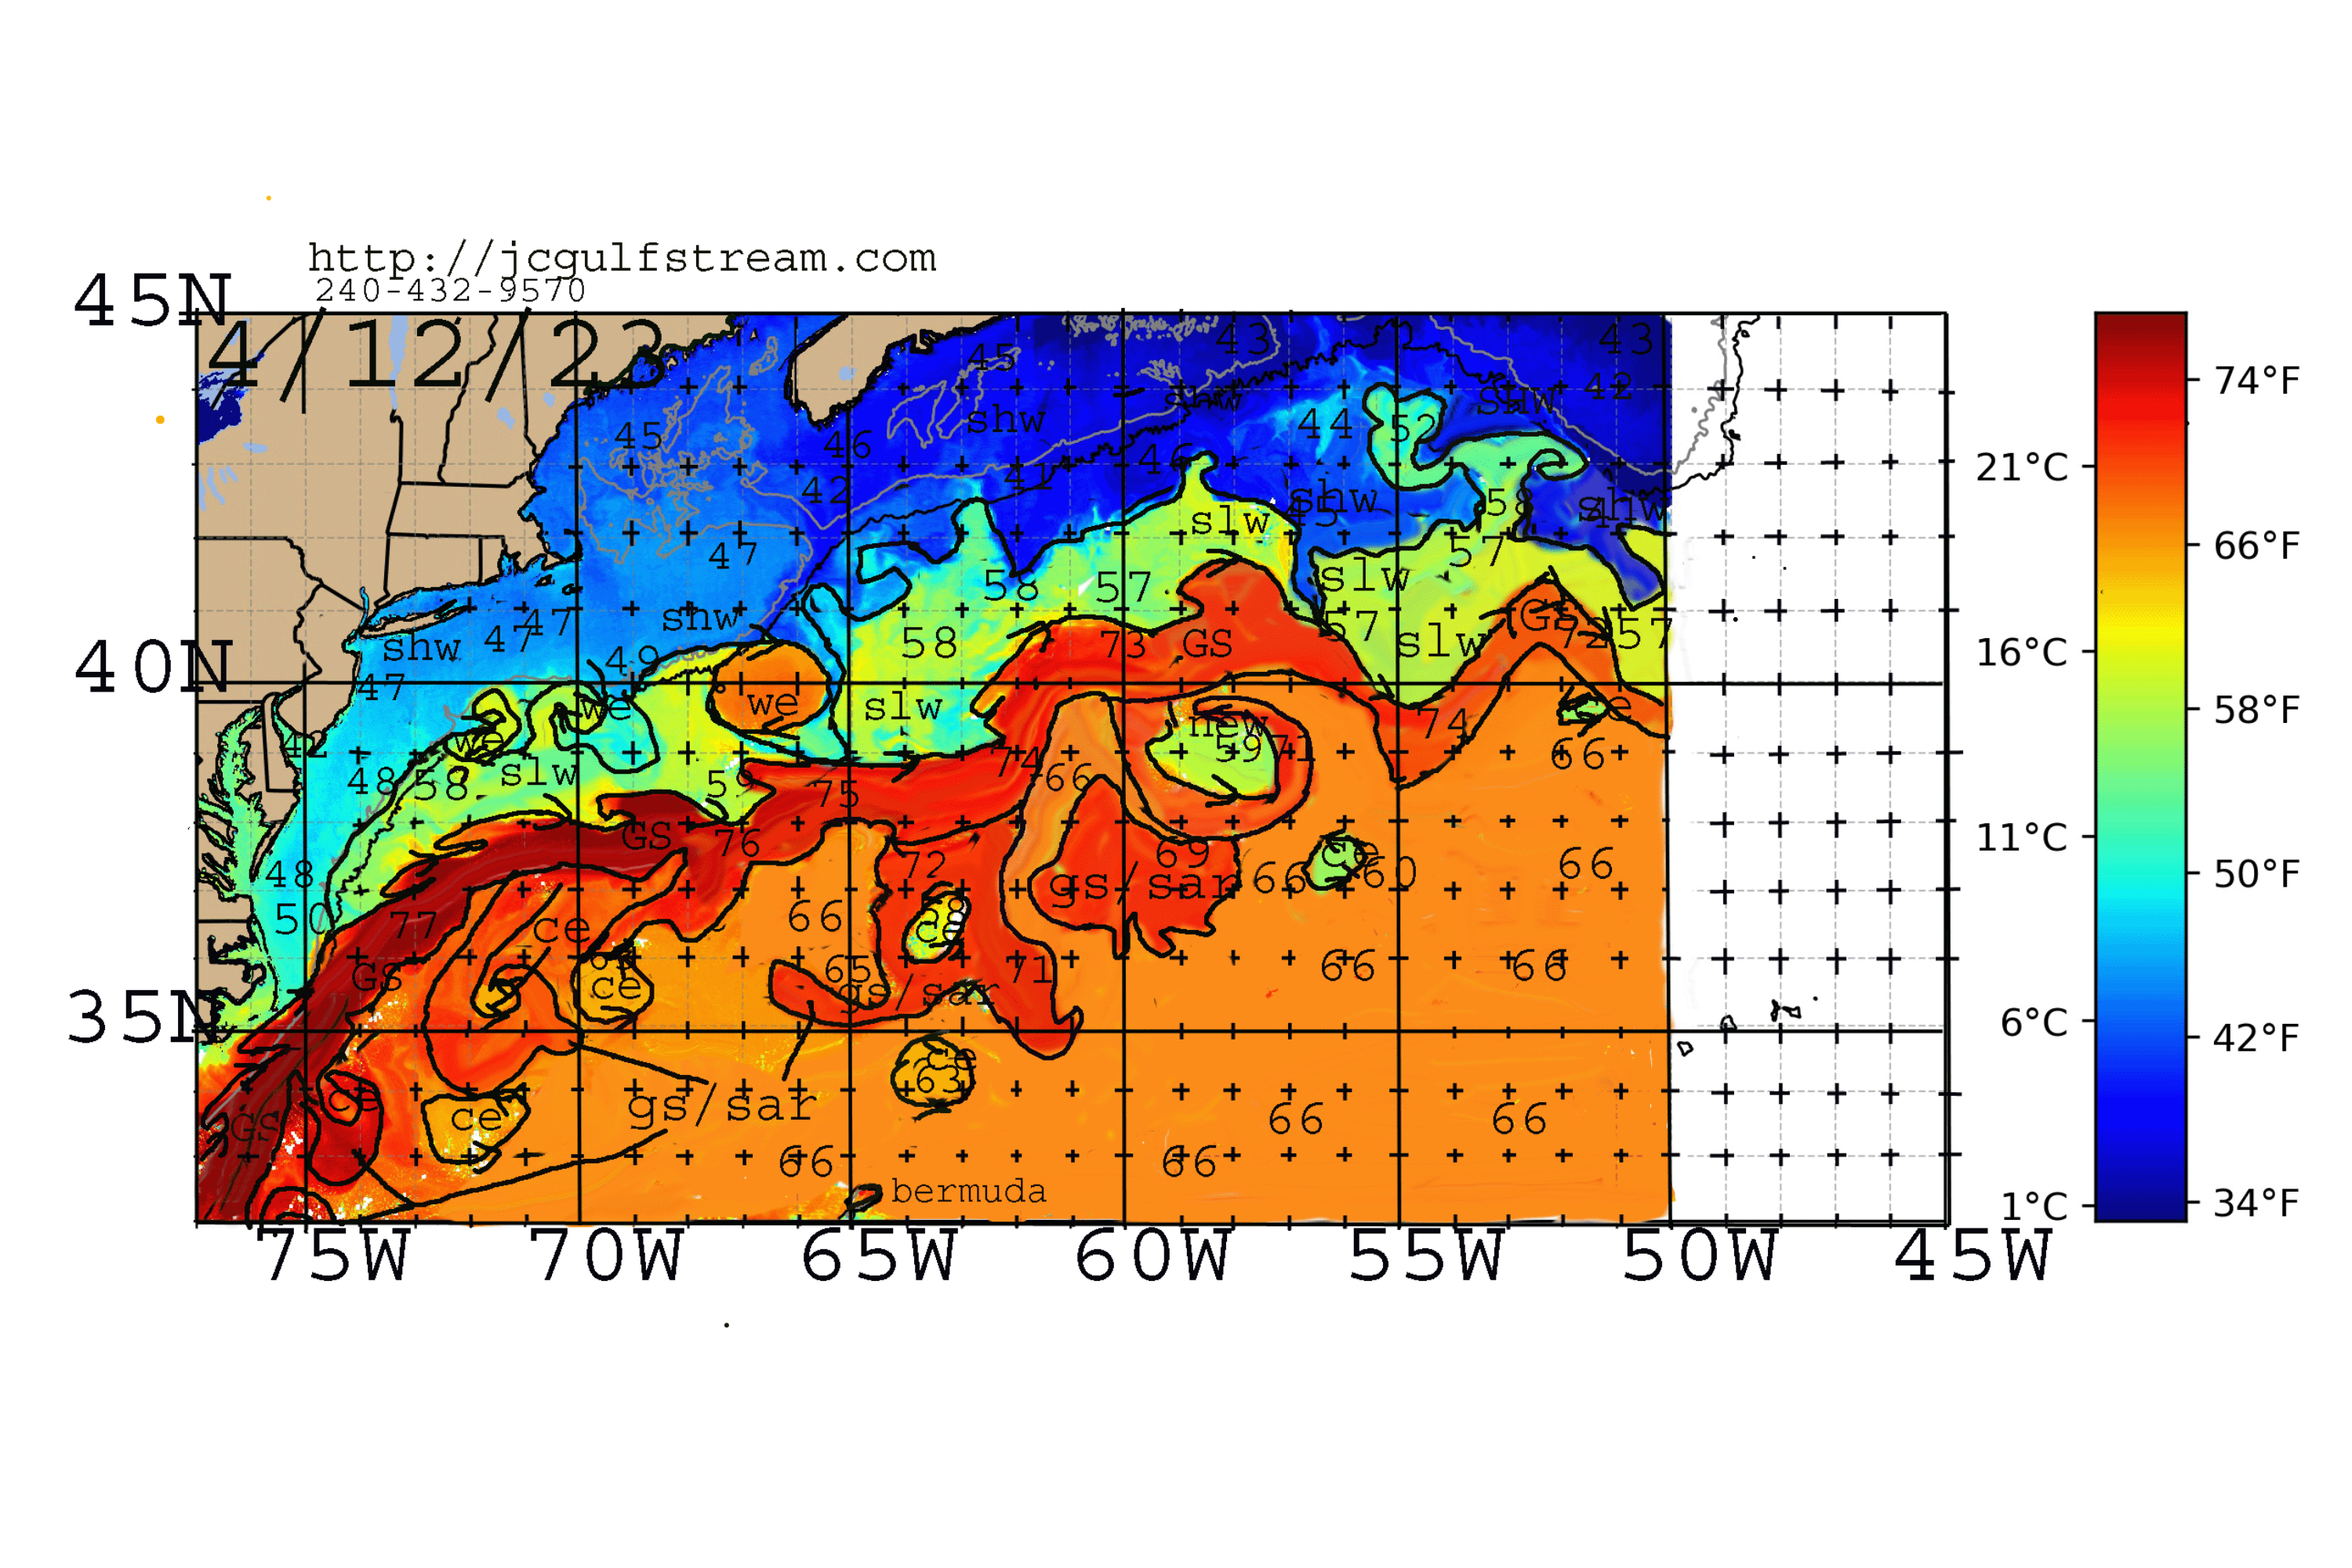 http://jcgulfstream.com
240-432-9570
45N
4/12/23
43
43
45
42
74°F
shw
shw
shw
44
52
45
46
46
21°C
41
42
shw
58
shw
slw
66°F
47
57
58
57
slw
47
47
shw
shw
57
57
58
73
GS
slw
GS
72
16°C
40N
49
47
we
we
slw
new
74
ce
58°F
we
42
slw
59
71
66
74
66
48
58
59
75
11°C
GS
76
ce
60
69
72
66
66
50°F
48
gs/sar
50
77
66
58
ce
ce
GS
65
71
66
66
ce
gs/sar
6°C
35N
42°F
ce
63
ce
gs/sar
ce
66
66
GS
66
66
bermuda
1°C
34°F
75W 70W 65W 60W 55W 50W 45W